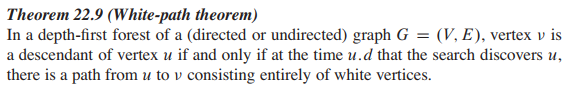 Theorem 22.9 (White-path theorem)
In a depth-first forest of a (directed or undirected) graph G = (V, E), vertex v is
a descendant of vertex u if and only if at the time u.d that the search discovers u,
there is a path from u to v consisting entirely of white vertices.